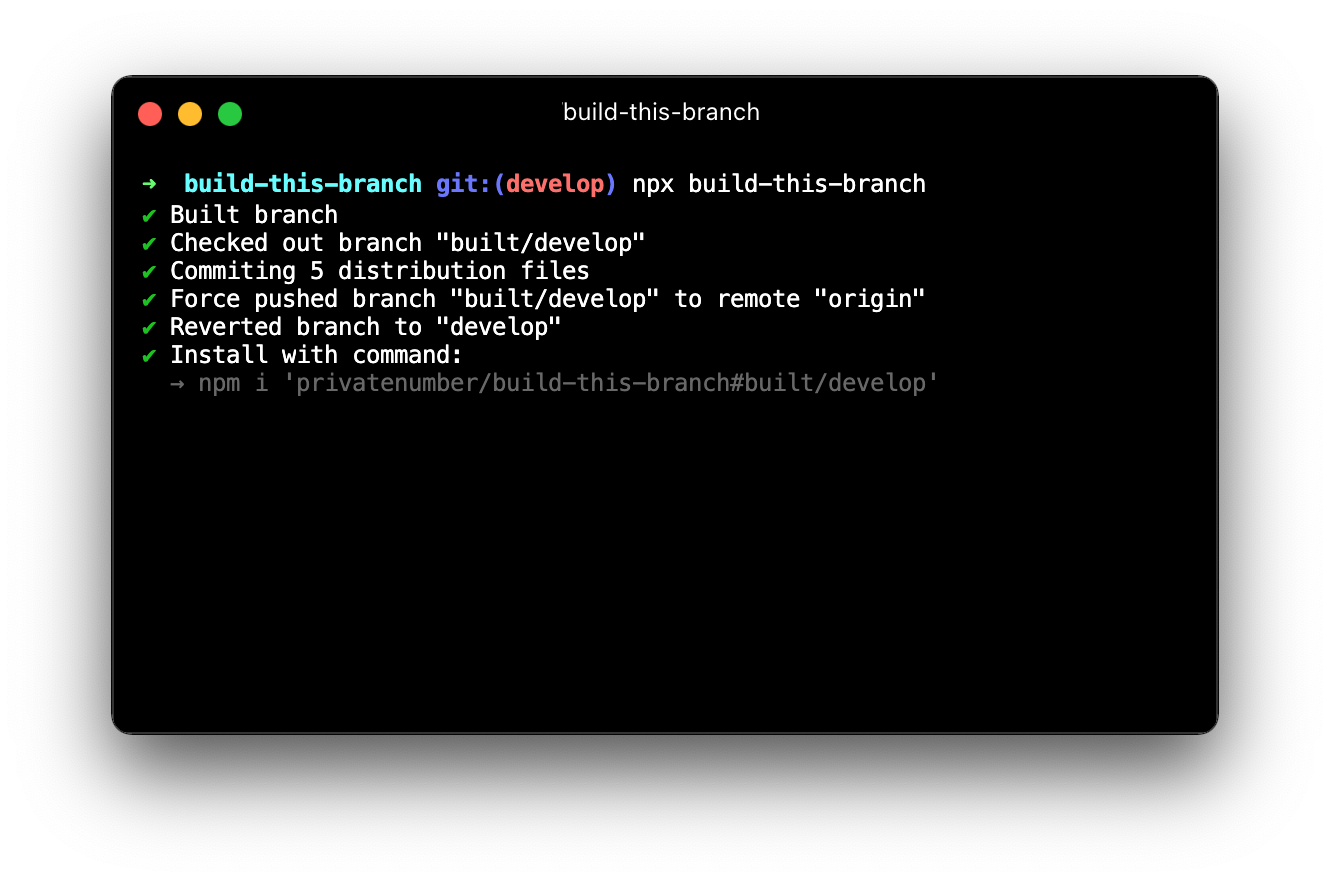 build-this-branch
➜ build-this-branch git:(develop) npx build-this-branch
✔ Built branch
✔ Checked out branch "built/develop"
✔ Commiting 5 distribution files
✔ Force pushed branch "built/develop" to remote "origin"
✔ Reverted branch to "develop"
✔ Install with command:
→ npm i 'privatenumber/build-this-branch#built/develop'